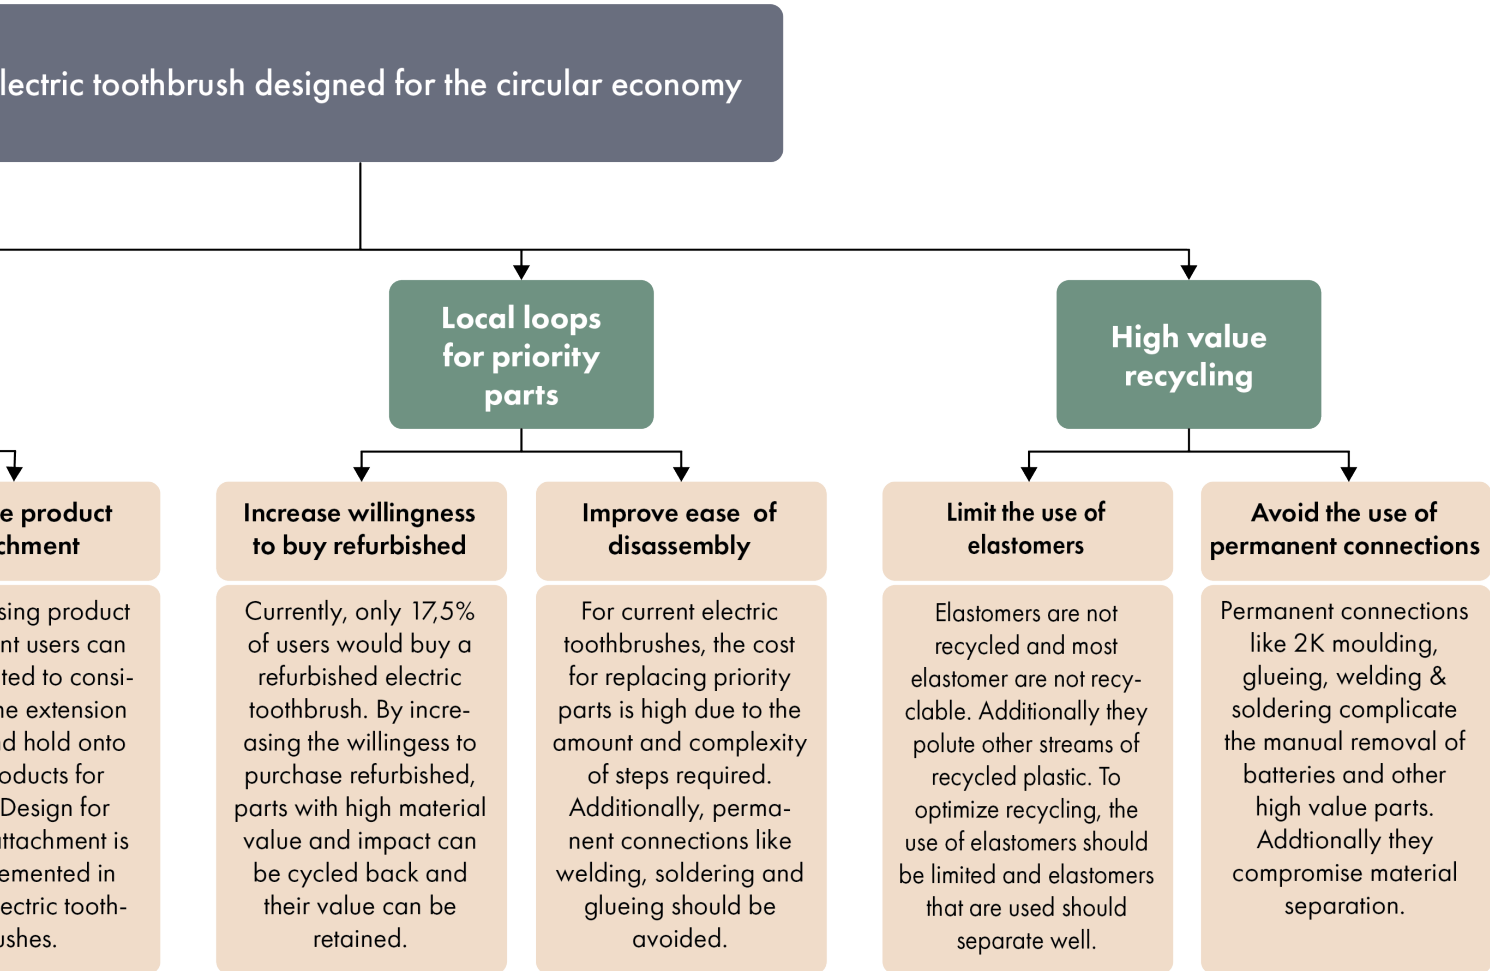 lectric toothbrush designed for the circular economy
Local loops
for priority
parts
High value
recycling
e product
chment
sing product
nt users can
ted to consi-
ne extension
nd hold onto
oducts for
Design for
ttachment is
emented in
ectric tooth-
ushes.
Increase willingness
to buy refurbished
Currently, only 17,5%
of users would buy a
refurbished electric
toothbrush. By incre-
asing the willingess to
purchase refurbished,
parts with high material
value and impact can
be cycled back and
their value can be
retained.
Improve ease of
disassembly
For current electric
toothbrushes, the cost
for replacing priority
parts is high due to the
amount and complexity
of steps required.
Additionally, perma-
nent connections like
welding, soldering and
glueing should be
avoided.
Limit the use of
elastomers
Elastomers are not
recycled and most
elastomer are not recy-
clable. Additionally they
polute other streams of
recycled plastic. To
optimize recycling, the
use of elastomers should
be limited and elastomers
that are used should
separate well.
Avoid the use of
permanent connections
Permanent connections
like 2K moulding,
glueing, welding &
soldering complicate
the manual removal of
batteries and other
high value parts.
Addtionally they
compromise material
separation.